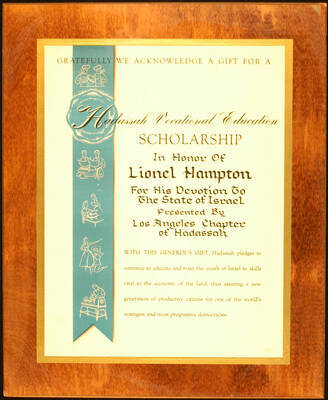 GRATEFULLY WE ACKNOWLEDGE A GIFT FOR A
Hadassah Vocational Education
SCHOLARSHIP
In Honor Of
Lionel Hampton
For His Devotion To
The State of Israel
Presented By
Los Angeles Chapter
of Hadassah
WITH THIS GENEROUS GIFT, Hadassah pledges to
continue to educate and train the youth of Israel in skills
vital to the economy of the land, thus assuring a new
generation of productive citizens for one of the world's
youngest and most progressive democracies.